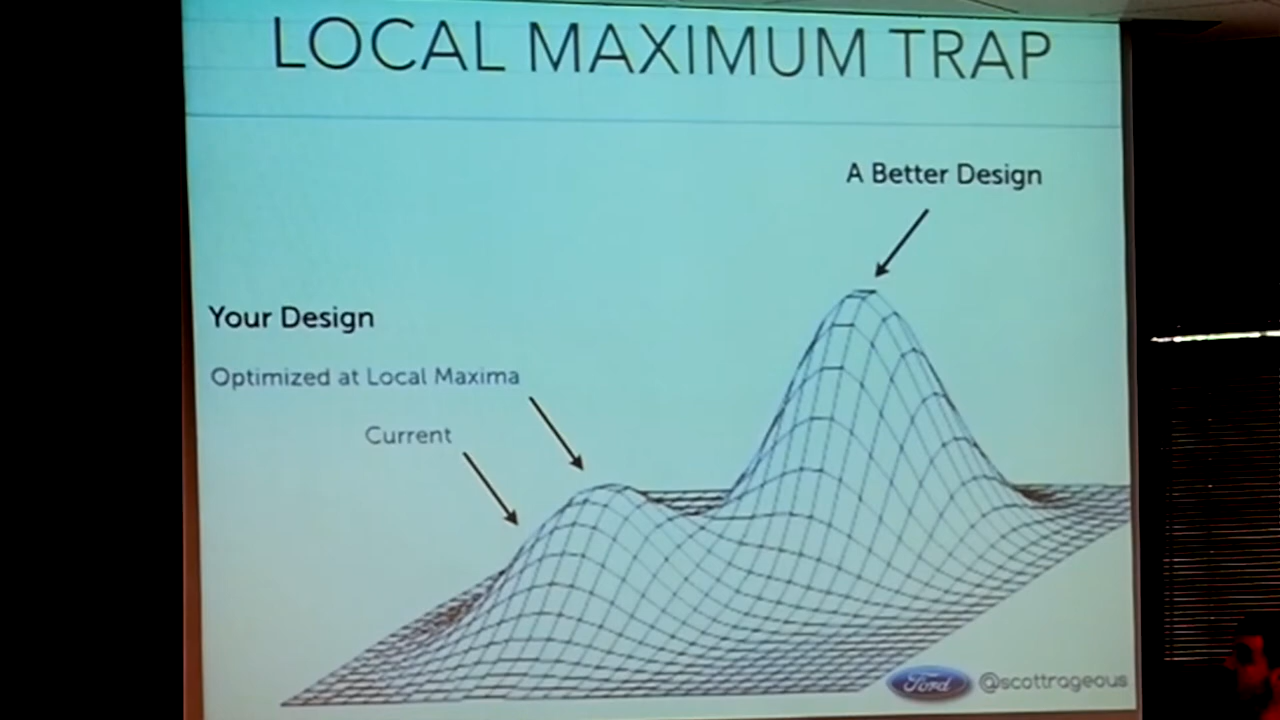 LOCAL MAXIMUM TRAP
A Better Design
Your Design
Optimized at Local Maxima
Current
Ford @scottrageous